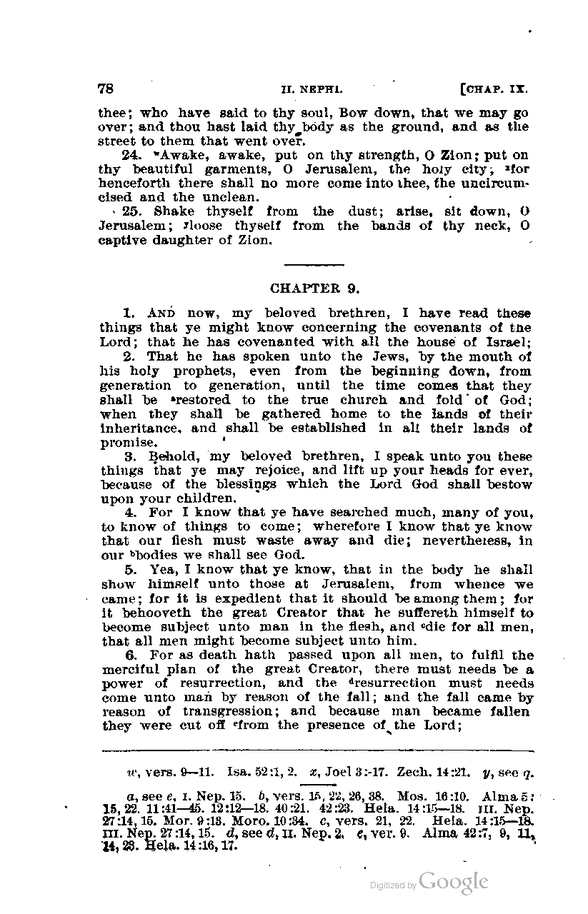 78 II. NEPHI. [CHAP. IX.
thee; who have said to thy soul, Bow down, that we may go
over; and thou hast laid thy body as the ground, and as the
street to them that went over.
24. ʷAwake, awake, put on thy strength, O Zion; put on
thy beautiful garments, O Jerusalem, the holy city; ˣfor
henceforth there shall no more come into thee, the uncircum-
cised and the unclean.
25. Shake thyself from the dust; arise, sit down, O
Jerusalem; ʸloose thyself from the bands of thy neck, O
captive daughter of Zion.
CHAPTER 9.
1. AND now, my beloved brethren, I have read these
things that ye might know concerning the covenants of the
Lord; that he has covenanted with all the house of Israel;
2. That he has spoken unto the Jews, by the mouth of
his holy prophets, even from the beginning down, from
generation to generation, until the time comes that they
shall be ᵃrestored to the true church and fold of God;
when they shall be gathered home to the lands of their
inheritance, and shall be established in all their lands of
promise.
3. Behold, my beloved brethren, I speak unto you these
things that ye may rejoice, and lift up your heads for ever,
because of the blessings which the Lord God shall bestow
upon your children.
4. For I know that ye have searched much, many of you,
to know of things to come; wherefore I know that ye know
that our flesh must waste away and die; nevertheless, in
our ᵇbodies we shall see God.
5. Yea, I know that ye know, that in the body he shall
show himself unto those at Jerusalem, from whence we
came; for it is expedient that it should be among them; for
it behooveth the great Creator that he suffereth himself to
become subject unto man in the flesh, and ᶜdie for all men,
that all men might become subject unto him.
6. For as death hath passed upon all men, to fulfil the
merciful plan of the great Creator, there must needs be a
power of resurrection, and the ᵈresurrection must needs
come unto man by reason of the fall; and the fall came by
reason of transgression; and because man became fallen
they were cut off ᵉfrom the presence of the Lord;
w, vers. 9—11. Isa. 52:1, 2. x, Joel 3:-17. Zech. 14:21. y, see q.
a, see e, I. Nep. 15. b, vers. 15, 22, 26, 38. Mos. 16:10. Alma 5:
15, 22. 11:41—45. 12:12—18. 40:21. 42:23. Hela. 14:15—18. III. Nep.
27:14, 15. Mor. 9:13. Moro. 10:34. c, vers. 21, 22. Hela. 14:15—18.
III. Nep. 27:14, 15. d, see d, II. Nep. 2. e, ver. 9. Alma 42:7, 9, 11,
14, 23. Hela. 14:16, 17.
Digitized by Google